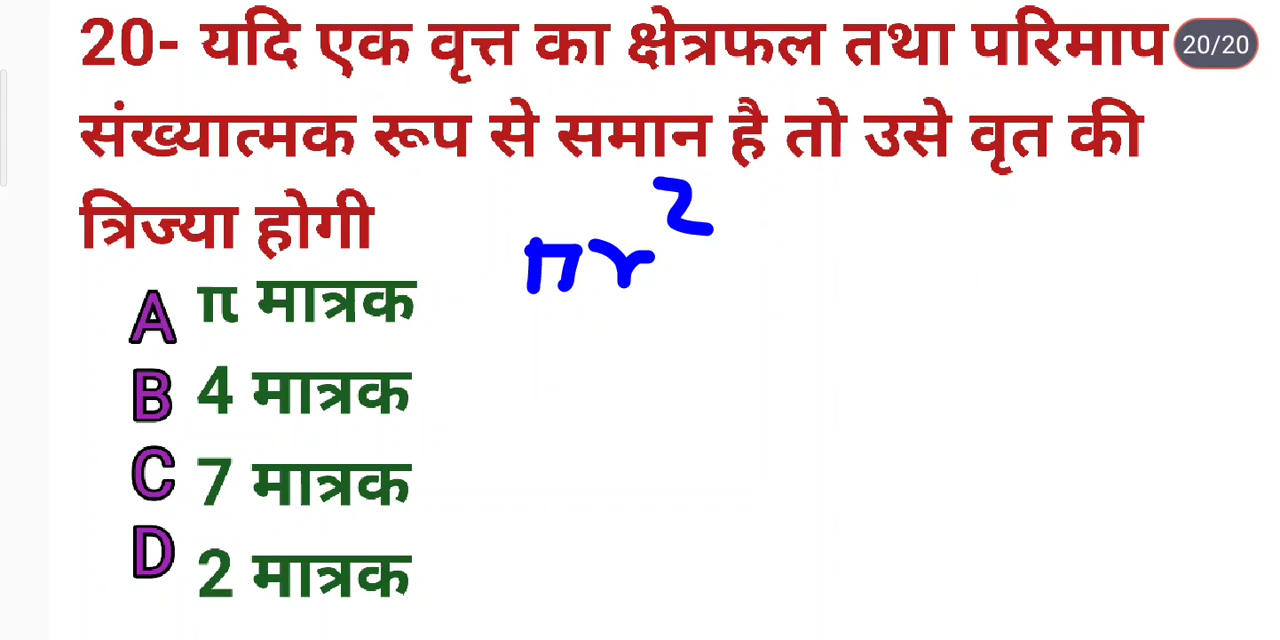 20- यदि एक वृत्त का क्षेत्रफल तथा परिमाप 20/20
संख्यात्मक रूप से समान है तो उसे वृत की
त्रिज्या होगी
πr²
A π मात्रक
B 4 मात्रक
C 7 मात्रक
D 2 मात्रक